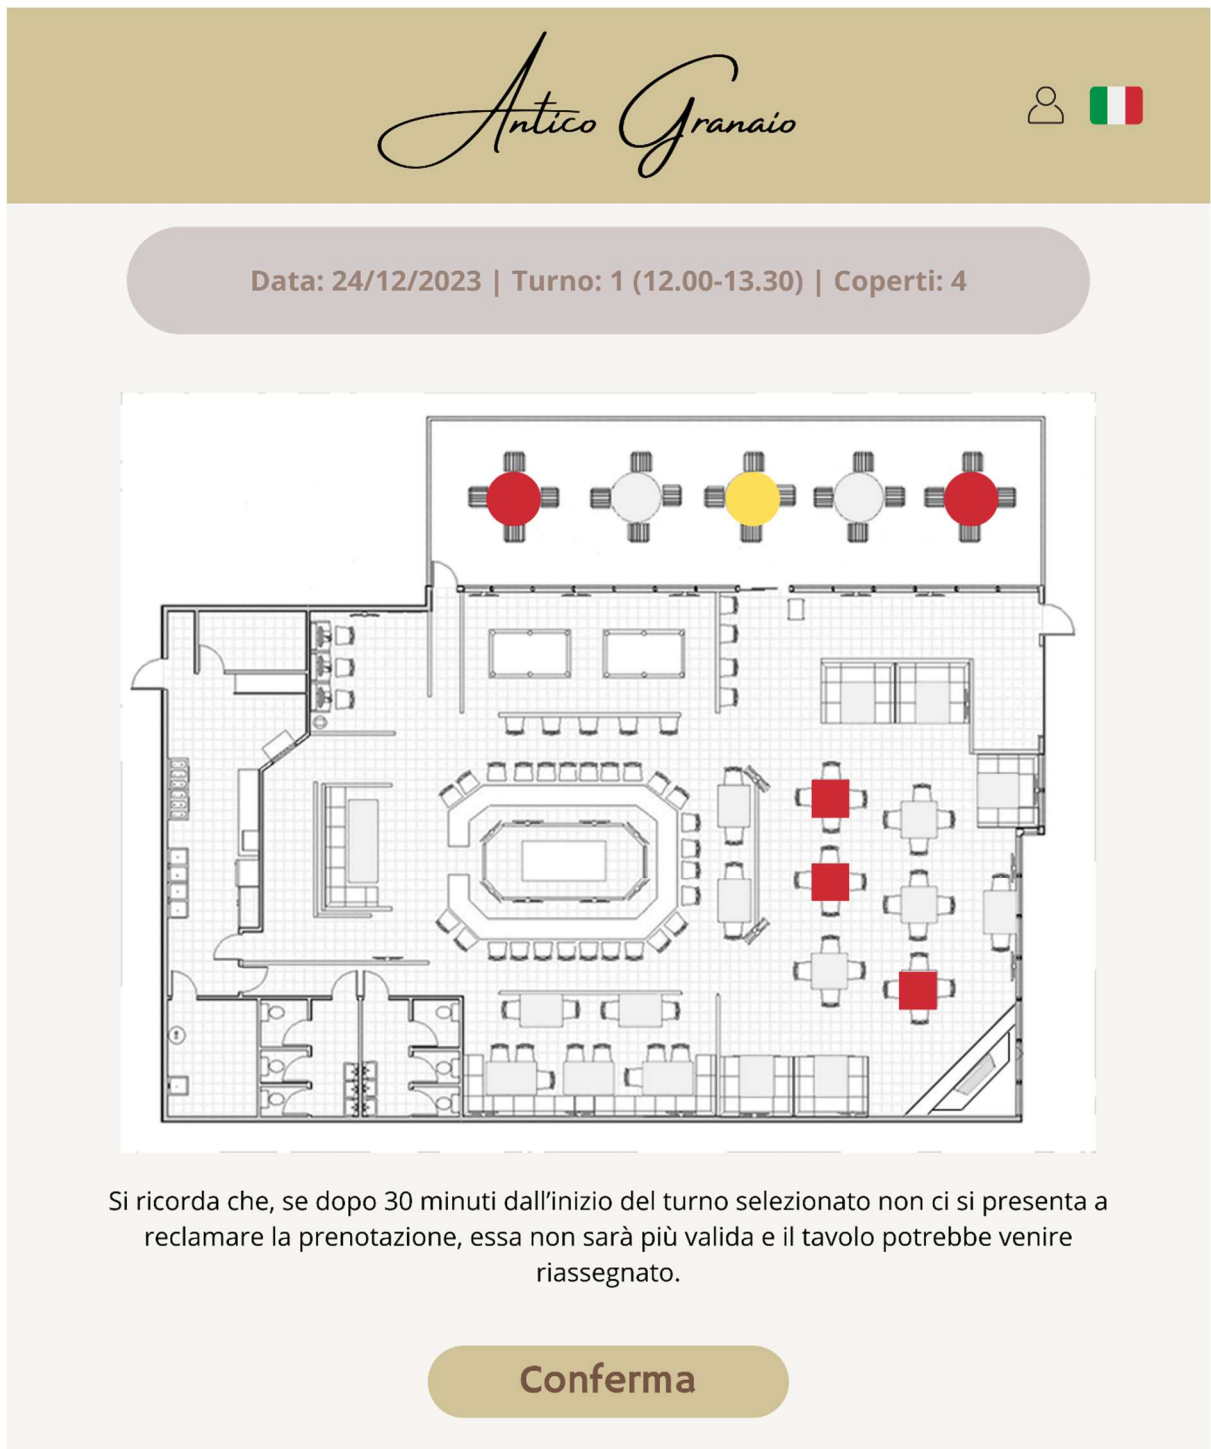 Antico Granaio
Data: 24/12/2023 | Turno: 1 (12.00-13.30) | Coperti: 4
Si ricorda che, se dopo 30 minuti dall'inizio del turno selezionato non ci si presenta a
reclamare la prenotazione, essa non sarà più valida e il tavolo potrebbe venire
riassegnato.
Conferma